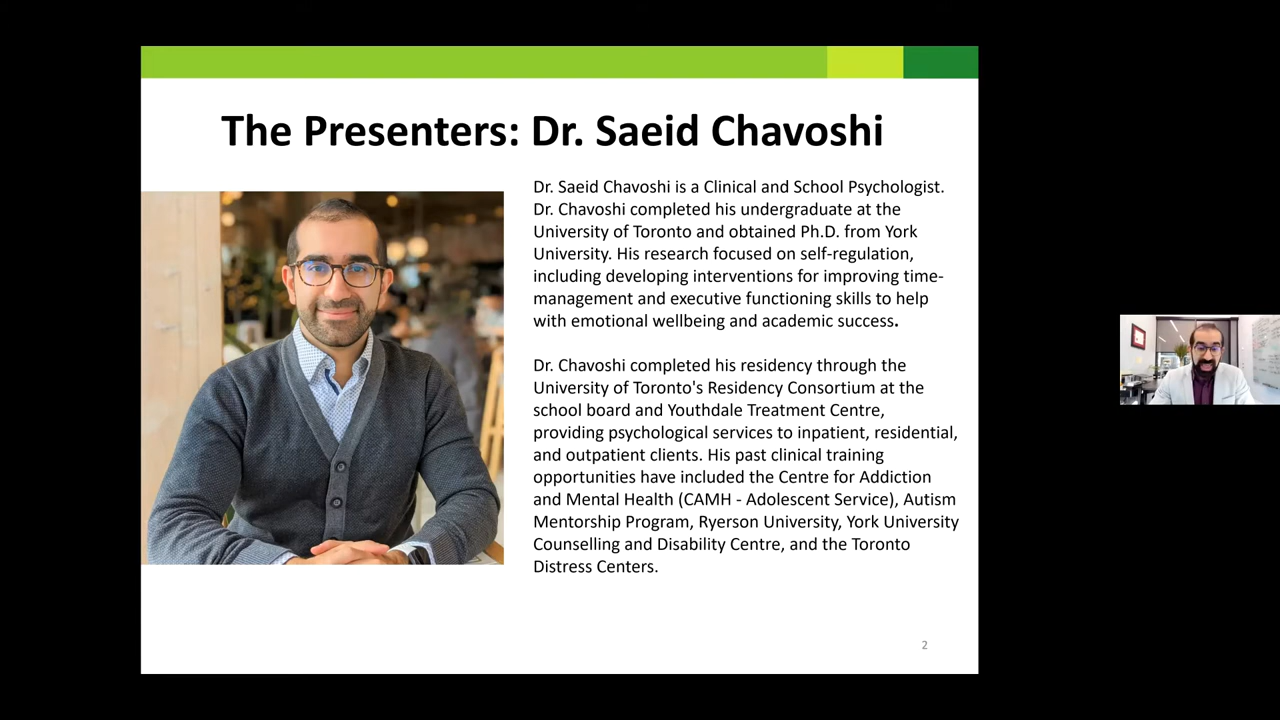 The Presenters: Dr. Saeid Chavoshi
Dr. Saeid Chavoshi is a Clinical and School Psychologist.
Dr. Chavoshi completed his undergraduate at the
University of Toronto and obtained Ph.D. from York
University. His research focused on self-regulation,
including developing interventions for improving time-
management and executive functioning skills to help
with emotional wellbeing and academic success.
Dr. Chavoshi completed his residency through the
University of Toronto's Residency Consortium at the
school board and Youthdale Treatment Centre,
providing psychological services to inpatient, residential,
and outpatient clients. His past clinical training
opportunities have included the Centre for Addiction
and Mental Health (CAMH - Adolescent Service), Autism
Mentorship Program, Ryerson University, York University
Counselling and Disability Centre, and the Toronto
Distress Centers.
2